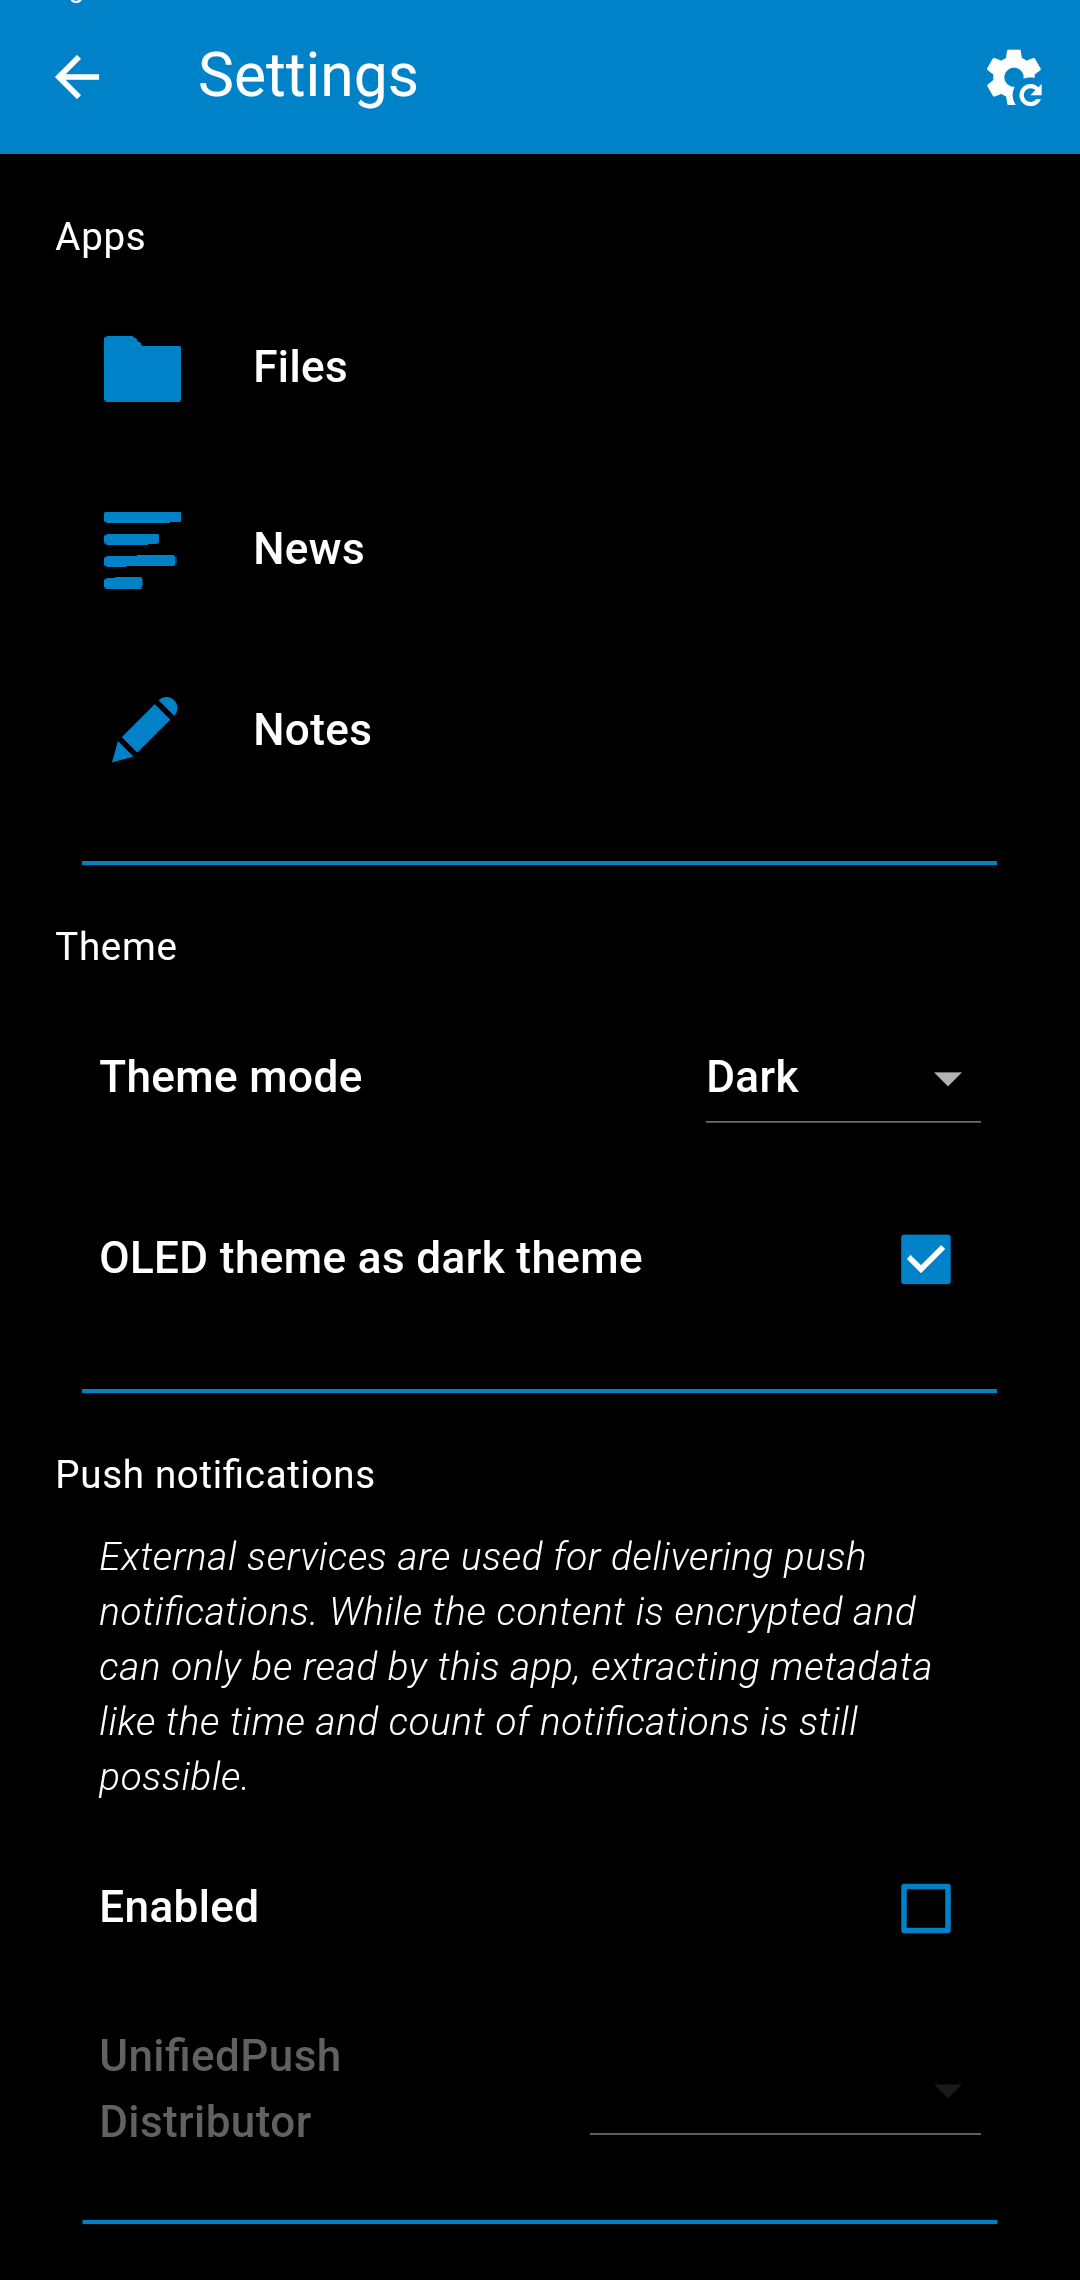 Settings
Apps
Files
News
Notes
Theme
Theme mode Dark
OLED theme as dark theme
Push notifications
External services are used for delivering push
notifications. While the content is encrypted and
can only be read by this app, extracting metadata
like the time and count of notifications is still
possible.
Enabled
UnifiedPush
Distributor